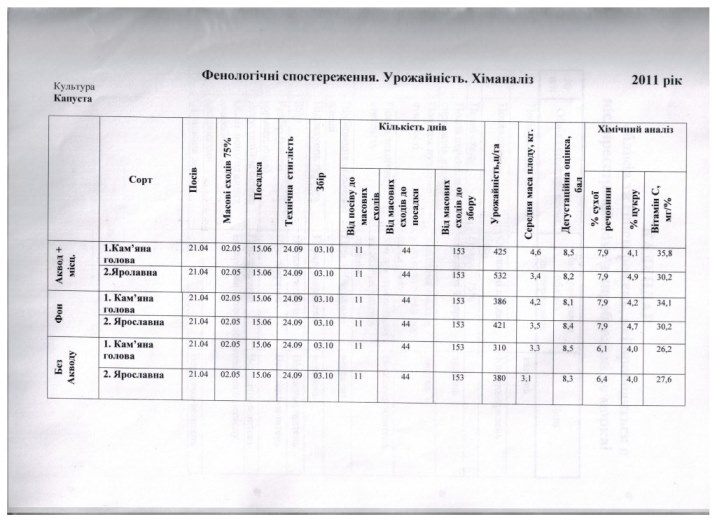 Фенологічні спостереження. Урожайність. Хіманаліз 2011 рік
Культура
Капуста
Сорт
Посів
Масові сходів 75%
Посадка
Технічна стиглість
Збір
Кількість днів
Від посіву до масових сходів
Від масових сходів до посадки
Від масових сходів до збору
Урожайність,ц/га
Середня маса плоду, кг.
Дегустаційна оцінка, бал
Хімічний аналіз
% сухої речовини
% цукру
Вітамін С, мг/%
Аквод + місц.
1.Кам’яна голова 21.04 02.05 15.06 24.09 03.10 11 44 153 425 4,6 8,5 7,9 4,1 35,8
2.Яролавна 21.04 02.05 15.06 24.09 03.10 11 44 153 532 3,4 8,2 7,9 4,9 30,2
Фон
1. Кам’яна голова 21.04 02.05 15.06 24.09 03.10 11 44 153 386 4,2 8,1 7,9 4,2 34,1
2. Ярославна 21.04 02.05 15.06 24.09 03.10 11 44 153 421 3,5 8,4 7,9 4,7 30,2
Без Акводу
1. Кам’яна голова 21.04 02.05 15.06 24.09 03.10 11 44 153 310 3,3 8,5 6,1 4,0 26,2
2. Ярославна 21.04 02.05 15.06 24.09 03.10 11 44 153 380 3,1 8,3 6,4 4,0 27,6